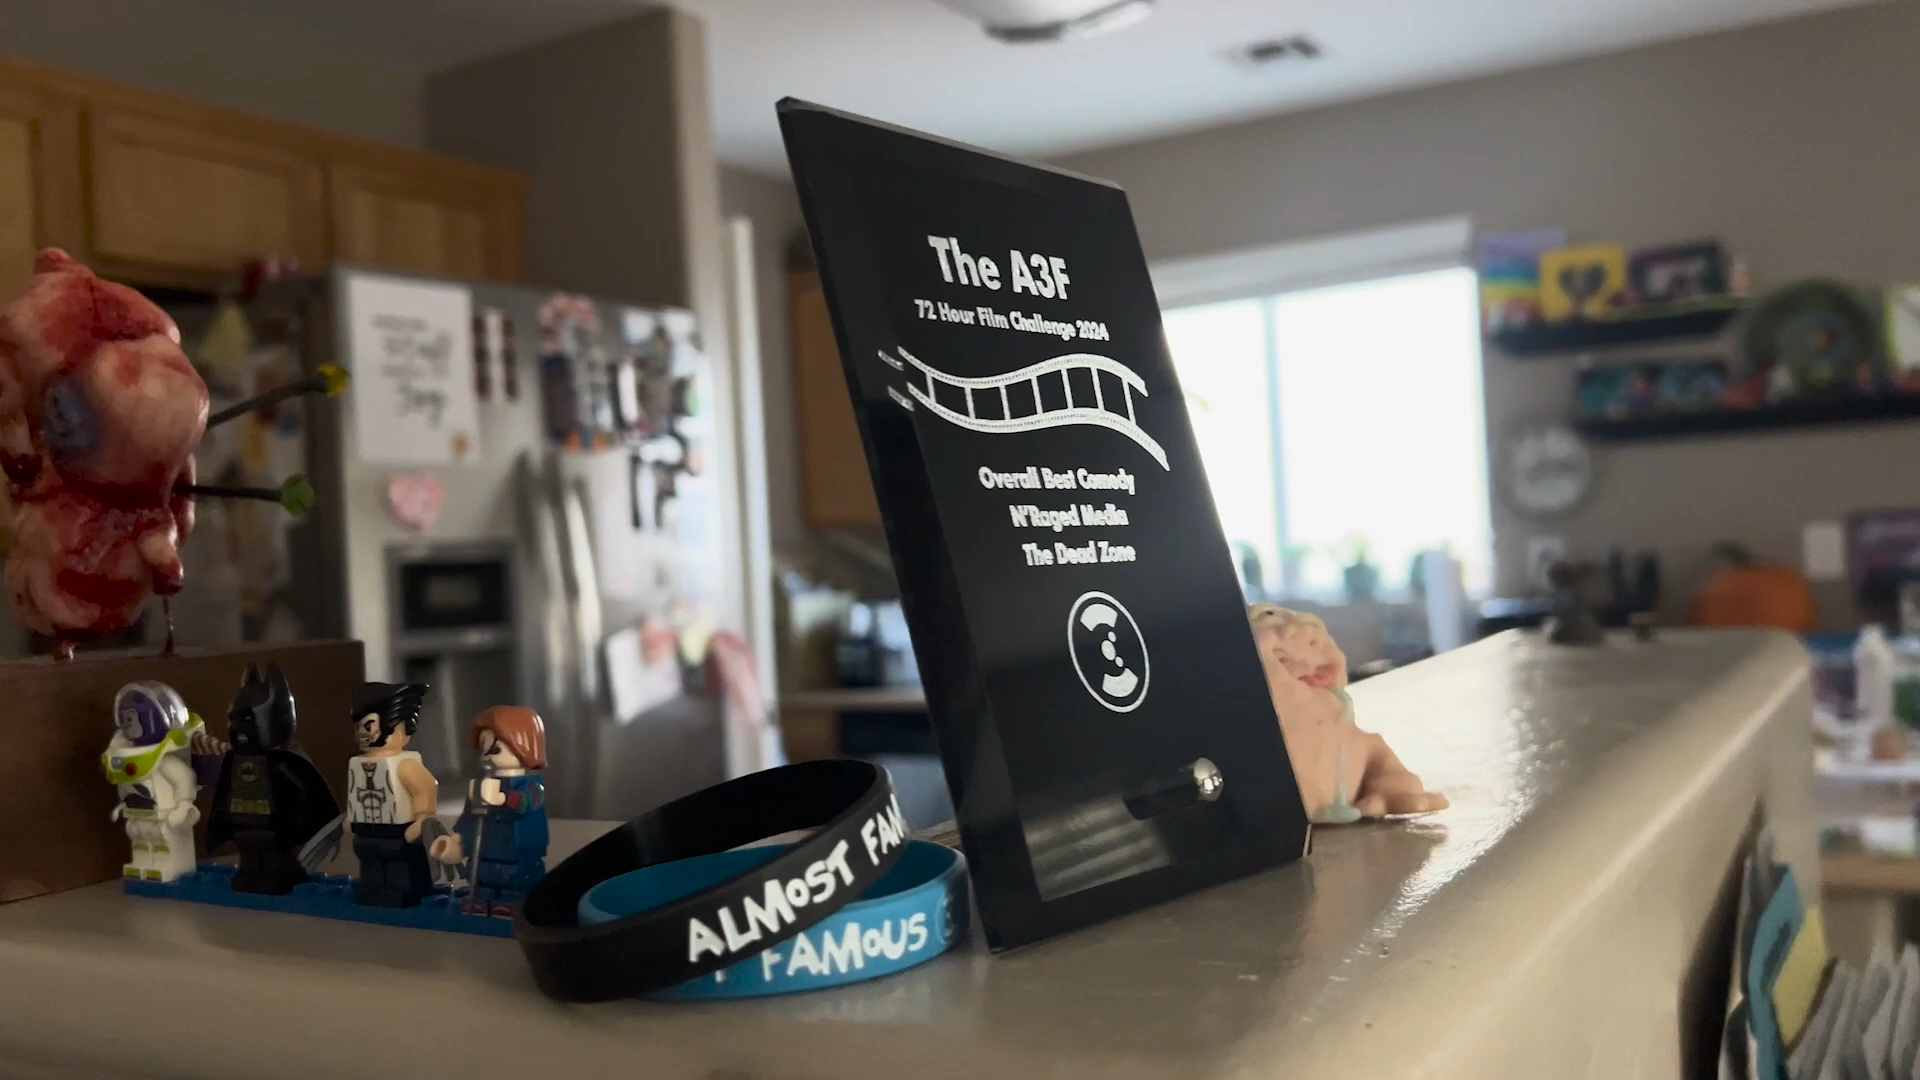 The A3F
72 Hour Film Challenge 2024
Overall Best Comedy
N'Raged Media
The Dead Zone
ALMOST FAM
FAMOUS